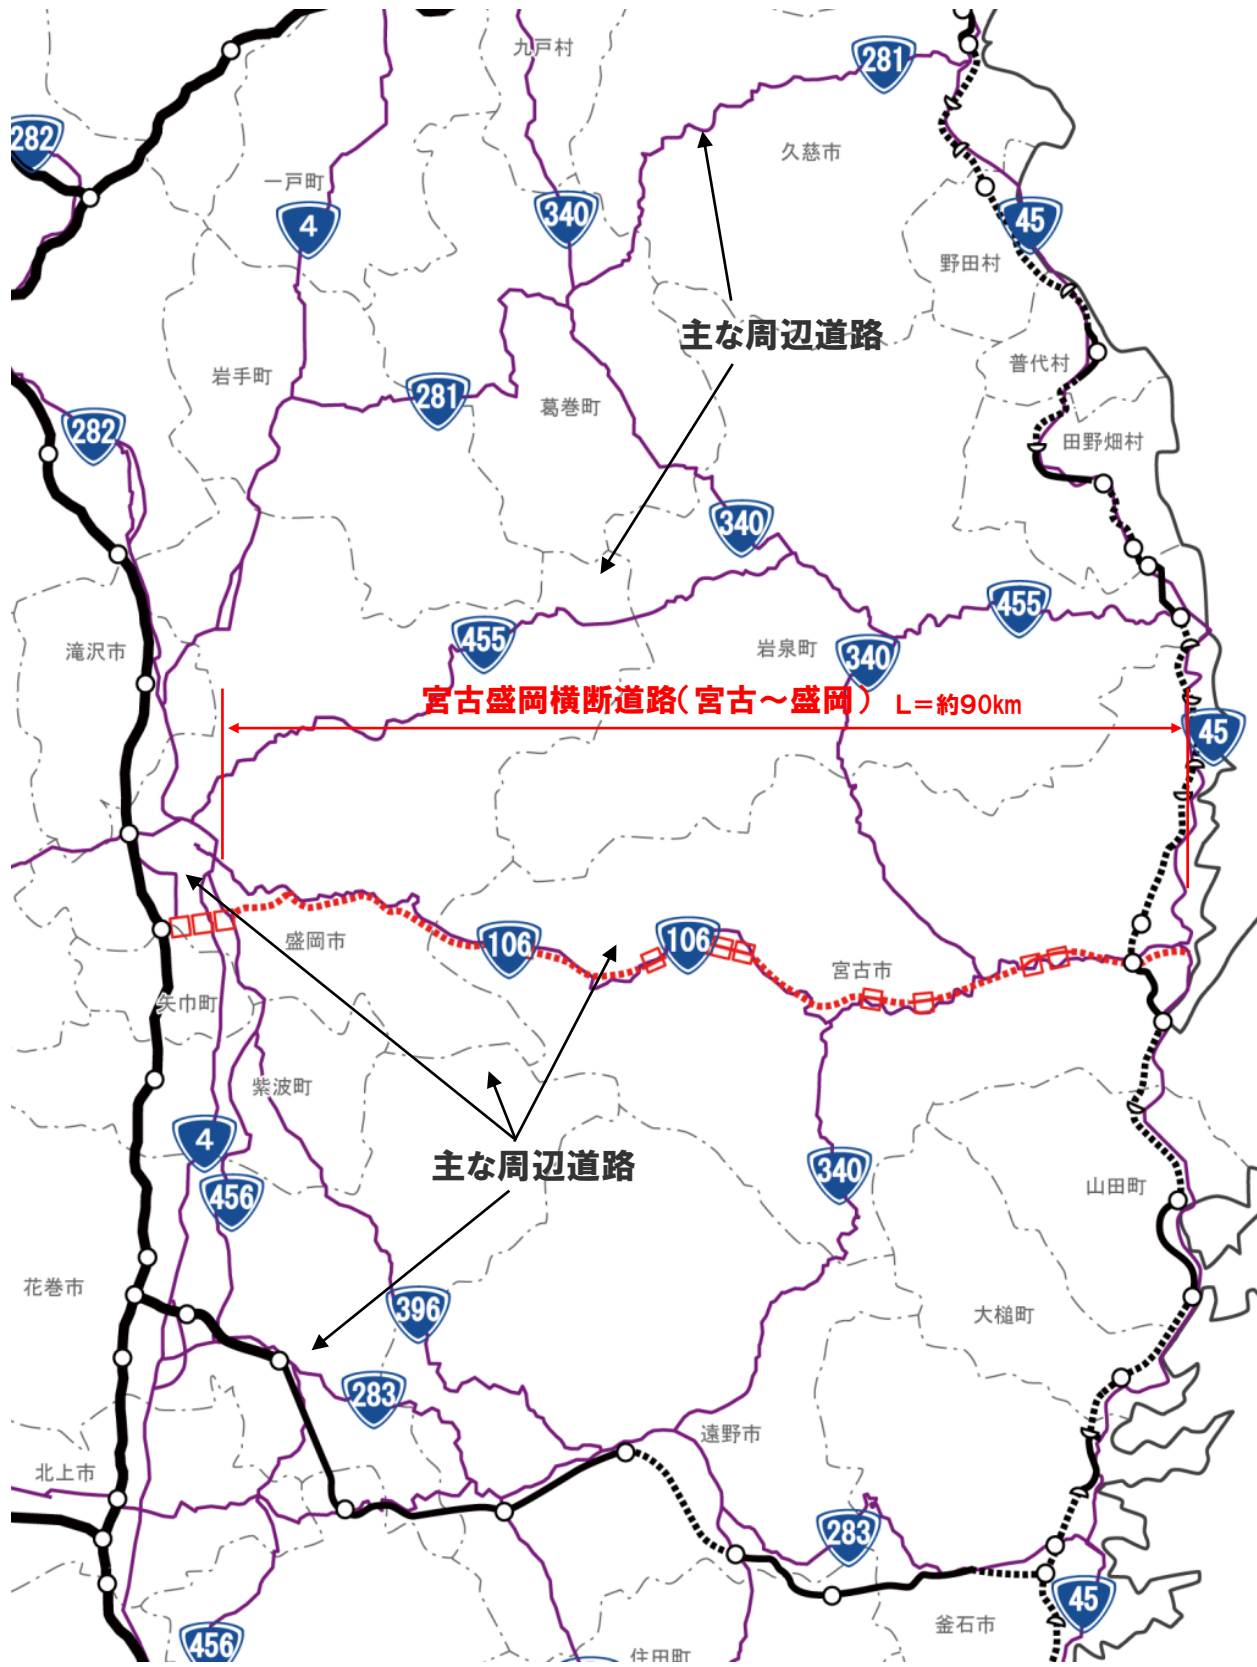 九戸村
281
282
久慈市
一戸町
4
340
45
野田村
主な周辺道路
普代村
岩手町
281
葛巻町
282
田野畑村
340
455
455
滝沢市
岩泉町
340
宮古盛岡横断道路(宮古～盛岡) L=約90km
45
盛岡市
106
106
宮古市
矢巾町
紫波町
4
主な周辺道路
340
山田町
456
花巻市
396
大槌町
283
遠野市
北上市
283
45
釜石市
456
住田町